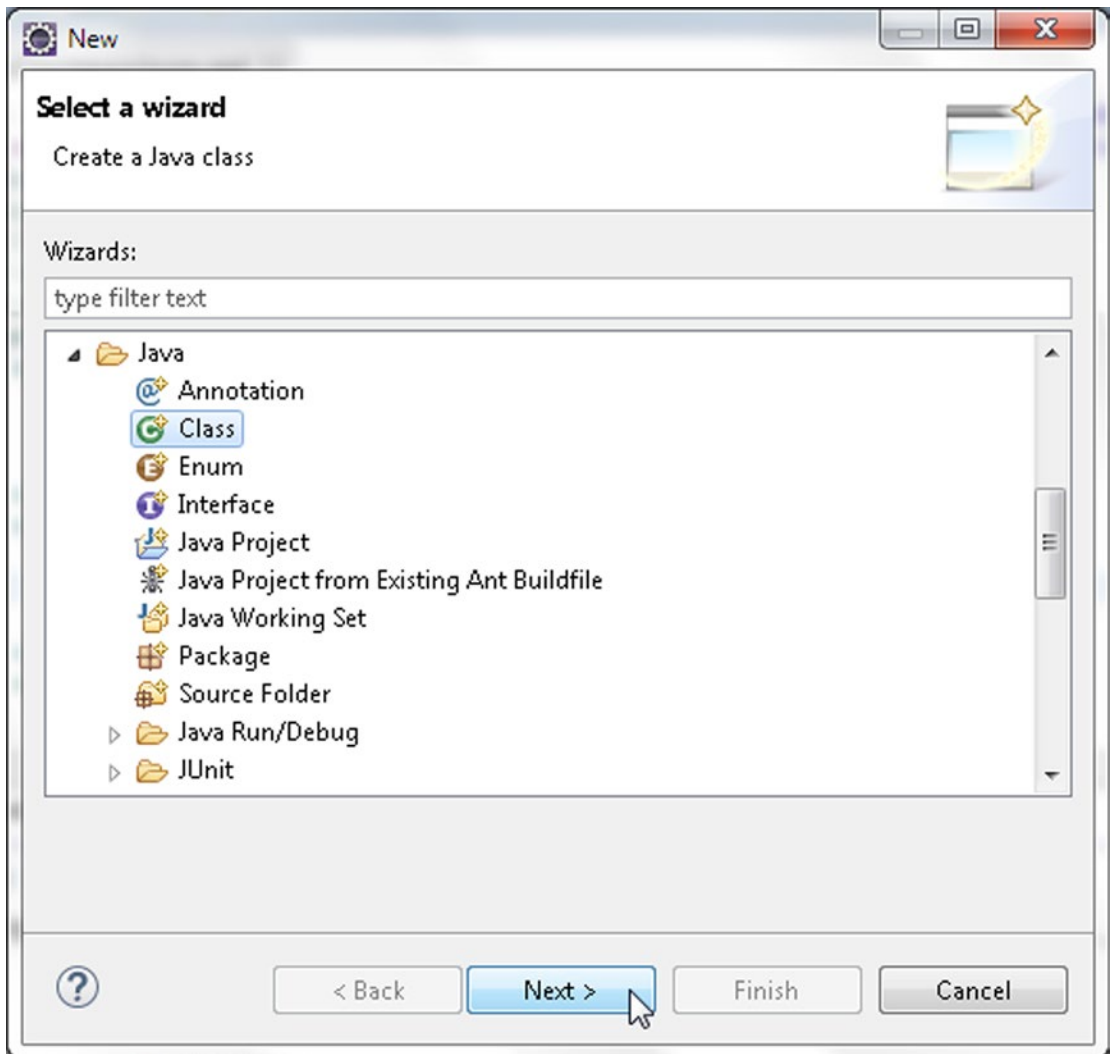 New
Select a wizard
Create a Java class
Wizards:
type filter text
Java
Annotation
Class
Enum
Interface
Java Project
Java Project from Existing Ant Buildfile
Java Working Set
Package
Source Folder
Java Run/Debug
JUnit
? < Back Next > Finish Cancel